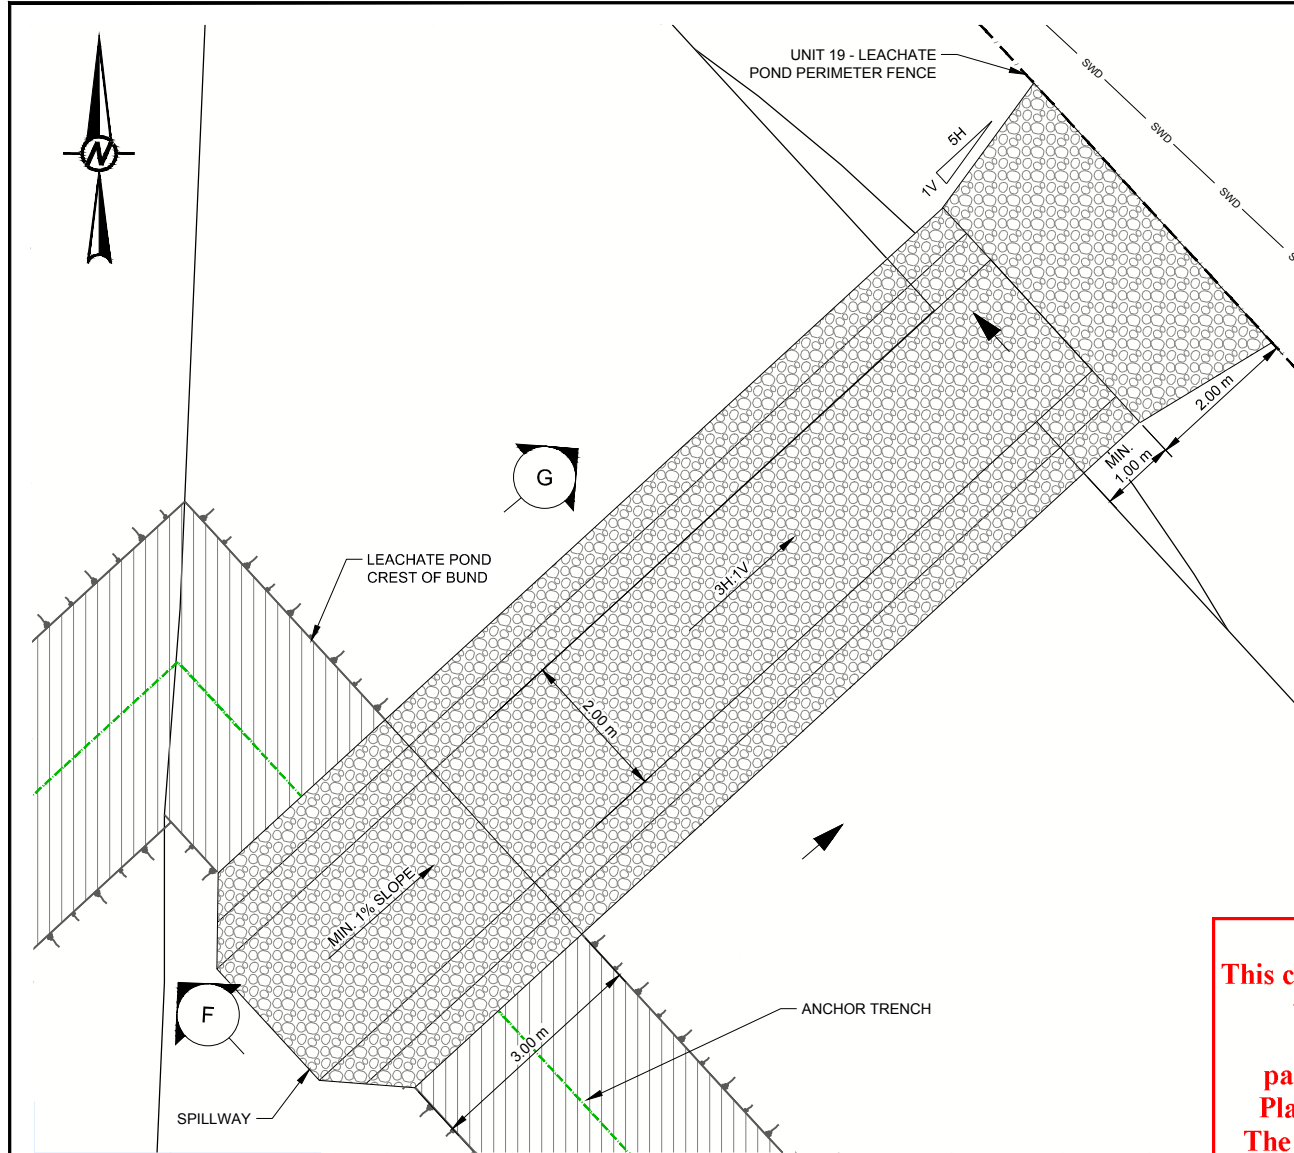 UNIT 19 - LEACHATE
POND PERIMETER FENCE
SWD
SWD
SWD
5H
1V
N
2.00 m
MIN.
1.00 m
G
LEACHATE POND
CREST OF BUND
3H:1V
2.00 m
MIN. 1% SLOPE
F
3.00 m
ANCHOR TRENCH
SPILLWAY
This c
pa
Pla
The